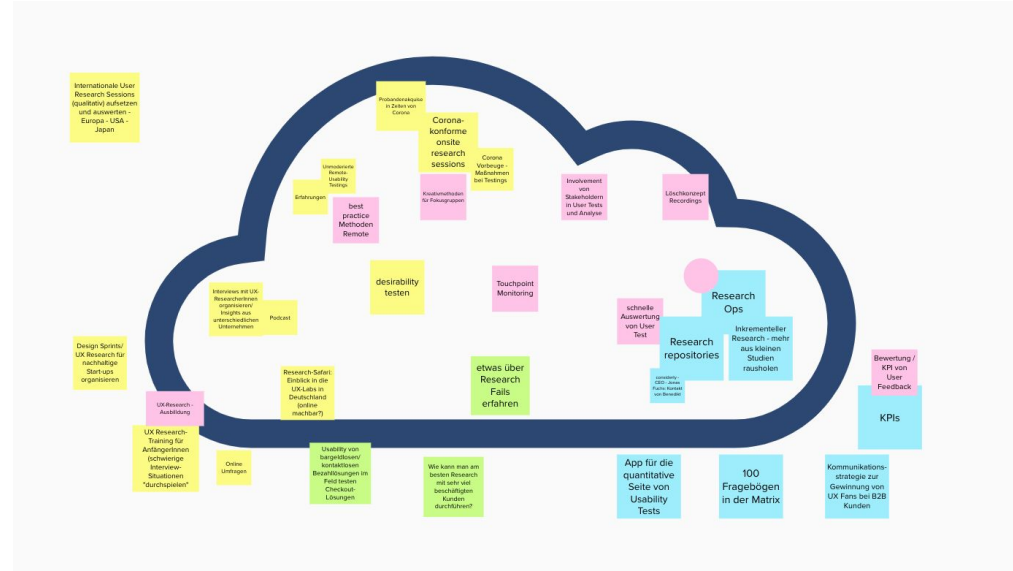 Internationale User
Research Sessions
(qualitativ) aufsetzen
und auswerten -
Europa - USA -
Japan
Probandenakquise
in Zeiten von
Corona
Corona-
konforme
onsite
research
sessions
Corona
Vorbeuge -
Maßnahmen
bei Testings
Unmoderierte
Remote-
Usability
Testings
Erfahrungen
best
practice
Methoden
Remote
Kreativmethoden
für Fokusgruppen
Involvement
von
Stakeholdern
in User Tests
und Analyse
Löschkonzept
Recordings
desirability
testen
Touchpoint
Monitoring
Interviews mit UX-
ResearcherInnen
organisieren/
Insights aus
unterschiedlichen
Unternehmen
Podcast
schnelle
Auswertung
von User
Test
Research
Ops
Research
repositories
Inkrementeller
Research - mehr
aus kleinen
Studien
rausholen
CEO - Jonas
Kontakt
von Benedikt
Design Sprints/
UX Research für
nachhaltige
Start-ups
organisieren
Research-Safari:
Einblick in die
UX-Labs in
Deutschland
(online
machbar?)
etwas über
Research
Fails
erfahren
Bewertung /
KPI von
User
Feedback
KPIs
UX-Research -
Ausbildung
UX Research-
Training für
AnfängerInnen
(schwierige
Interview-
Situationen
"durchspielen"
Online
Umfragen
Usability von
bargeldlosen/
kontaktlosen
Bezahllösungen im
Feld testen
Checkout-
Lösungen
Wie kann man am
besten Research
mit sehr viel
beschäftigten
Kunden
durchführen?
App für die
quantitative
Seite von
Usability
Tests
100
Fragebögen
in der Matrix
Kommunikations-
strategie zur
Gewinnung von
UX Fans bei B2B
Kunden